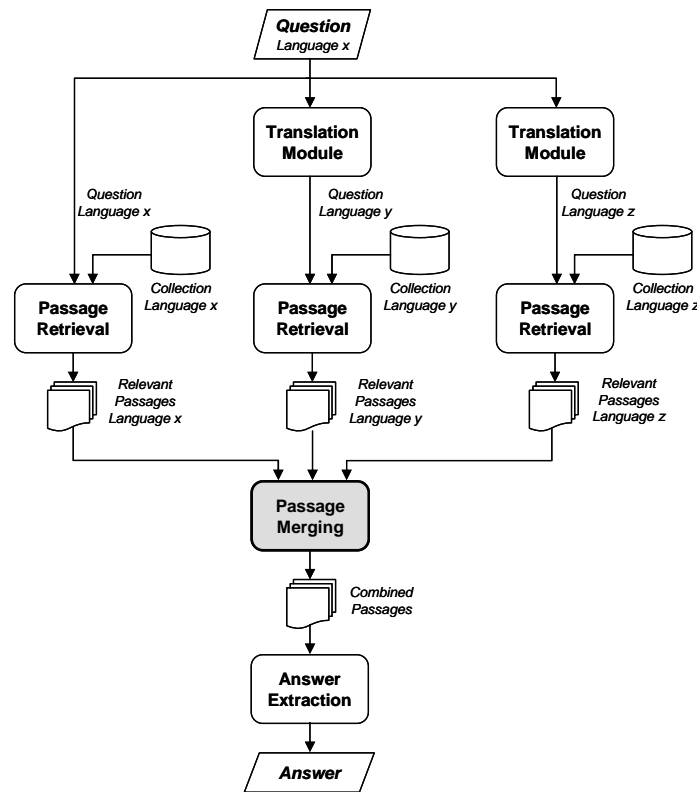 Question
Language x
Translation
Module
Translation
Module
Question
Language x
Question
Language y
Question
Language z
Collection
Language x
Collection
Language y
Collection
Language z
Passage
Retrieval
Passage
Retrieval
Passage
Retrieval
Relevant
Passages
Language x
Relevant
Passages
Language y
Relevant
Passages
Language z
Passage
Merging
Combined
Passages
Answer
Extraction
Answer